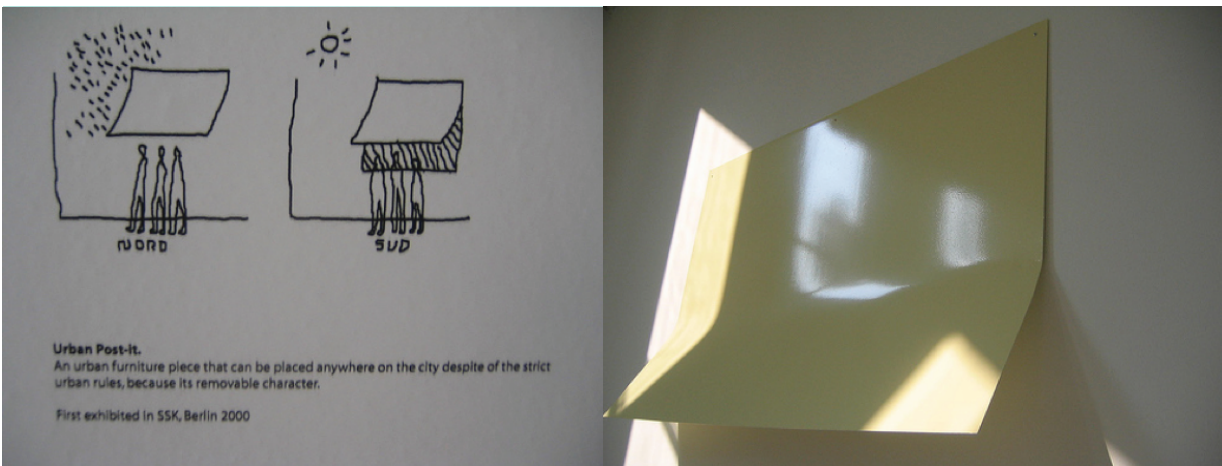 NORD
SUD
Urban Post-it.
An urban furniture piece that can be placed anywhere on the city despite of the strict
urban rules, because its removable character.
First exhibited in SSK, Berlin 2000